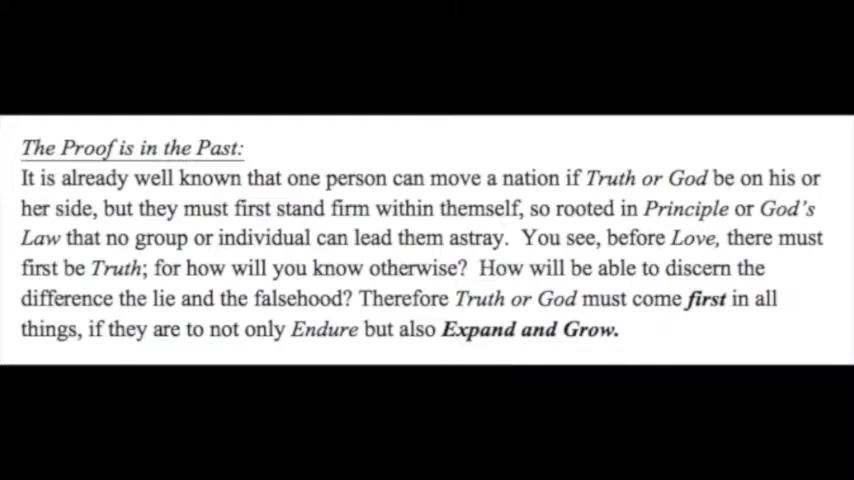 The Proof is in the Past:
It is already well known that one person can move a nation if Truth or God be on his or
her side, but they must first stand firm within themself, so rooted in Principle or God's
Law that no group or individual can lead them astray.  You see, before Love, there must
first be Truth; for how will you know otherwise?  How will be able to discern the
difference the lie and the falsehood? Therefore Truth or God must come first in all
things, if they are to not only Endure but also Expand and Grow.